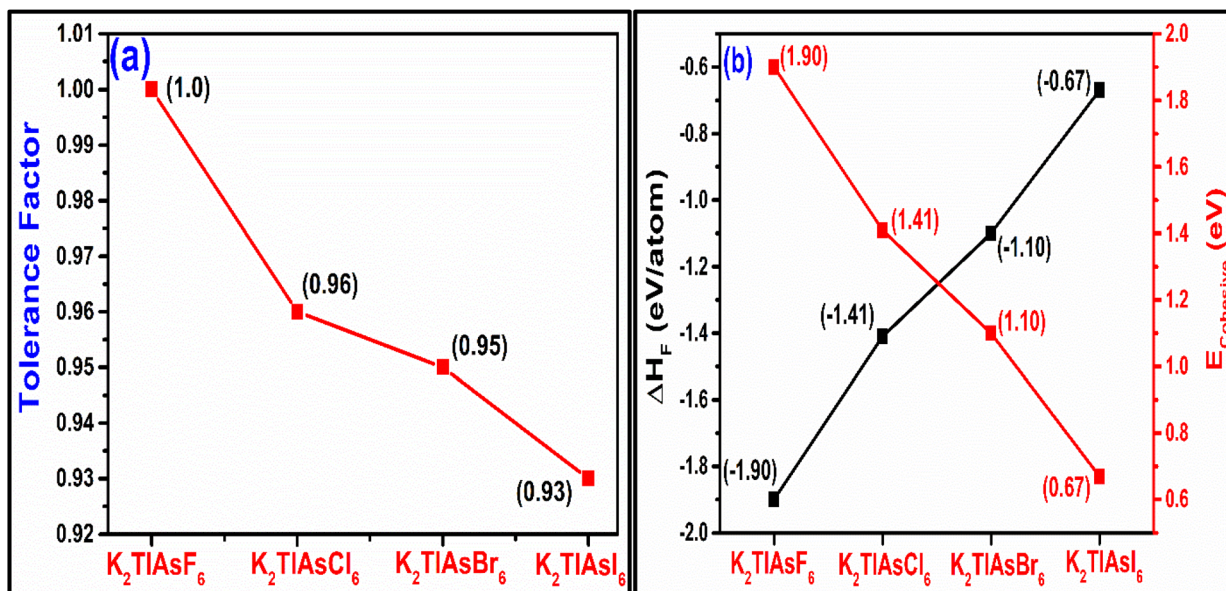 (a)
Tolerance Factor
1.01
1.00
0.99
0.98
0.97
0.96
0.95
0.94
0.93
0.92
(1.0)
(0.96)
(0.95)
(0.93)
K₂TlAsF₆
K₂TlAsCl₆
K₂TlAsBr₆
K₂TlAsI₆
(b)
ΔH_F (eV/atom)
-0.6
-0.8
-1.0
-1.2
-1.4
-1.6
-1.8
-2.0
(1.90)
(-0.67)
(1.41)
(-1.10)
(-1.41)
(1.10)
(-1.90)
(0.67)
K₂TlAsF₆
K₂TlAsCl₆
K₂TlAsBr₆
K₂TlAsI₆
2.0
1.8
1.6
1.4
1.2
1.0
0.8
0.6
E_Cohesive (eV)